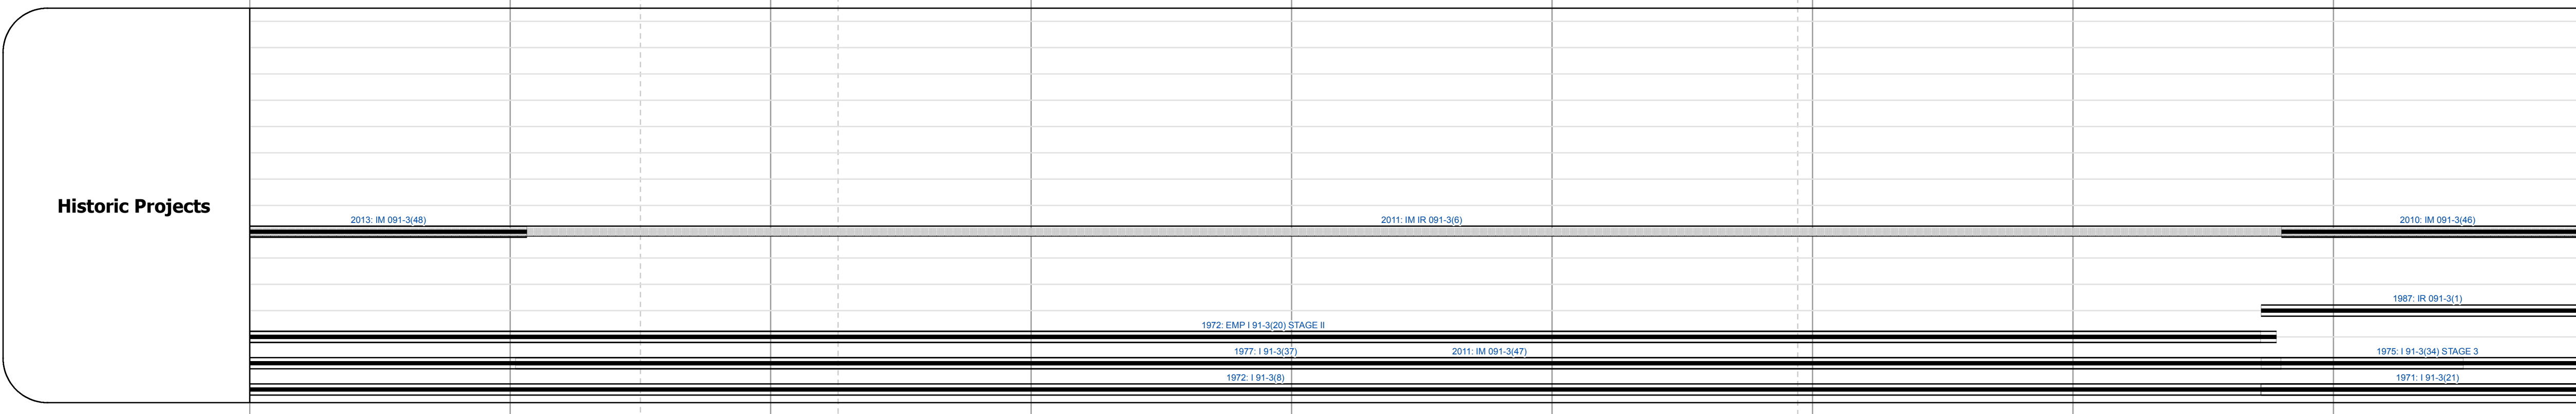 Historic Projects
2013: IM 091-3(48)
2011: IM IR 091-3(6)
2010: IM 091-3(46)
1987: IR 091-3(1)
1972: EMP I 91-3(20) STAGE II
1977: I 91-3(37)
2011: IM 091-3(47)
1975: I 91-3(34) STAGE 3
1972: I 91-3(8)
1971: I 91-3(21)